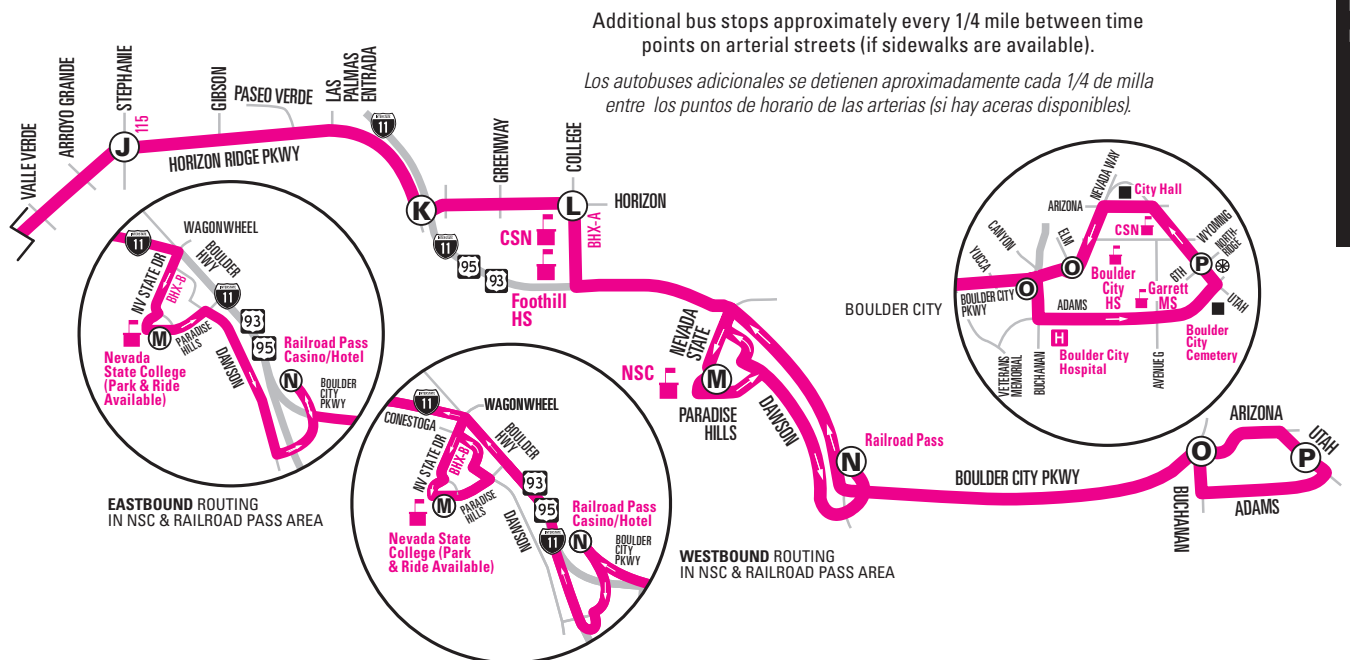 Additional bus stops approximately every 1/4 mile between time
points on arterial streets (if sidewalks are available).
Los autobuses adicionales se detienen aproximadamente cada 1/4 de milla
entre los puntos de horario de las arterias (si hay aceras disponibles).
VALLE VERDE
ARROYO GRANDE
STEPHANIE
115
J
GIBSON
PASEO VERDE
LAS
PALMAS
ENTRADA
INTERSTATE
11
HORIZON RIDGE PKWY
K
GREENWAY
COLLEGE
L
HORIZON
BHX-A
CSN
11
95
93
Foothill
HS
NEVADA
STATE
NSC
M
PARADISE
HILLS
DAWSON
N
Railroad Pass
BOULDER CITY PKWY
O
ARIZONA
UTAH
P
ADAMS
BUCHANAN
WAGONWHEEL
INTERSTATE
11
BOULDER
HWY
NV STATE DR
BHX-B
11
93
95
M
PARADISE
HILLS
DAWSON
Nevada
State College
(Park & Ride
Available)
Railroad Pass
Casino/Hotel
N
BOULDER
CITY
PKWY
EASTBOUND ROUTING
IN NSC & RAILROAD PASS AREA
INTERSTATE
11
WAGONWHEEL
CONESTOGA
BOULDER
HWY
NV STATE DR
BHX-B
93
95
M
PARADISE
HILLS
DAWSON
INTERSTATE
11
Nevada State
College (Park
& Ride Available)
Railroad Pass
Casino/Hotel
N
BOULDER
CITY
PKWY
WESTBOUND ROUTING
IN NSC & RAILROAD PASS AREA
BOULDER CITY
NEVADA WAY
City Hall
ARIZONA
CSN
WYOMING
NORTH-
RIDGE
CANYON
ELM
YUCCA
O
O
P
6TH
Boulder
City
HS
Garrett
MS
BOULDER CITY
PKWY
ADAMS
UTAH
Boulder
City
Cemetery
H
Boulder City
Hospital
VETERANS
MEMORIAL
BUCHANAN
AVENUE G